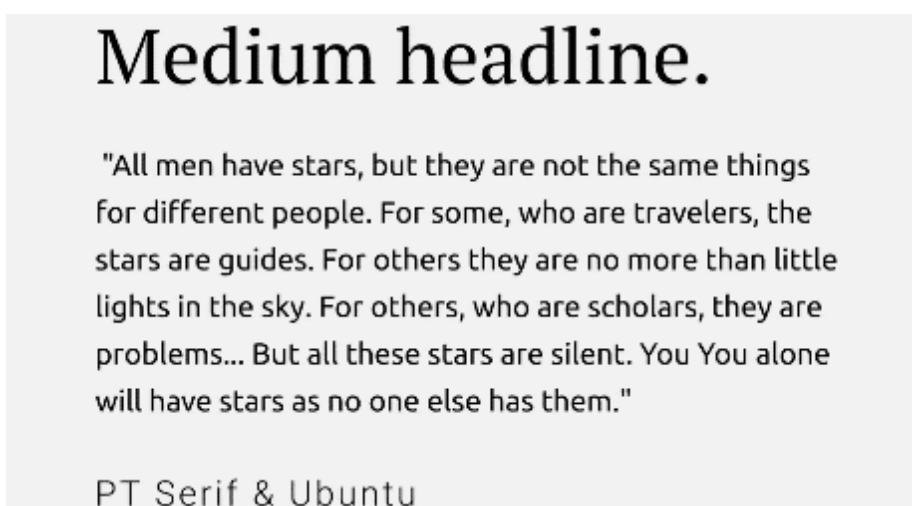 Medium headline.
"All men have stars, but they are not the same things
for different people. For some, who are travelers, the
stars are guides. For others they are no more than little
lights in the sky. For others, who are scholars, they are
problems... But all these stars are silent. You You alone
will have stars as no one else has them."
PT Serif & Ubuntu